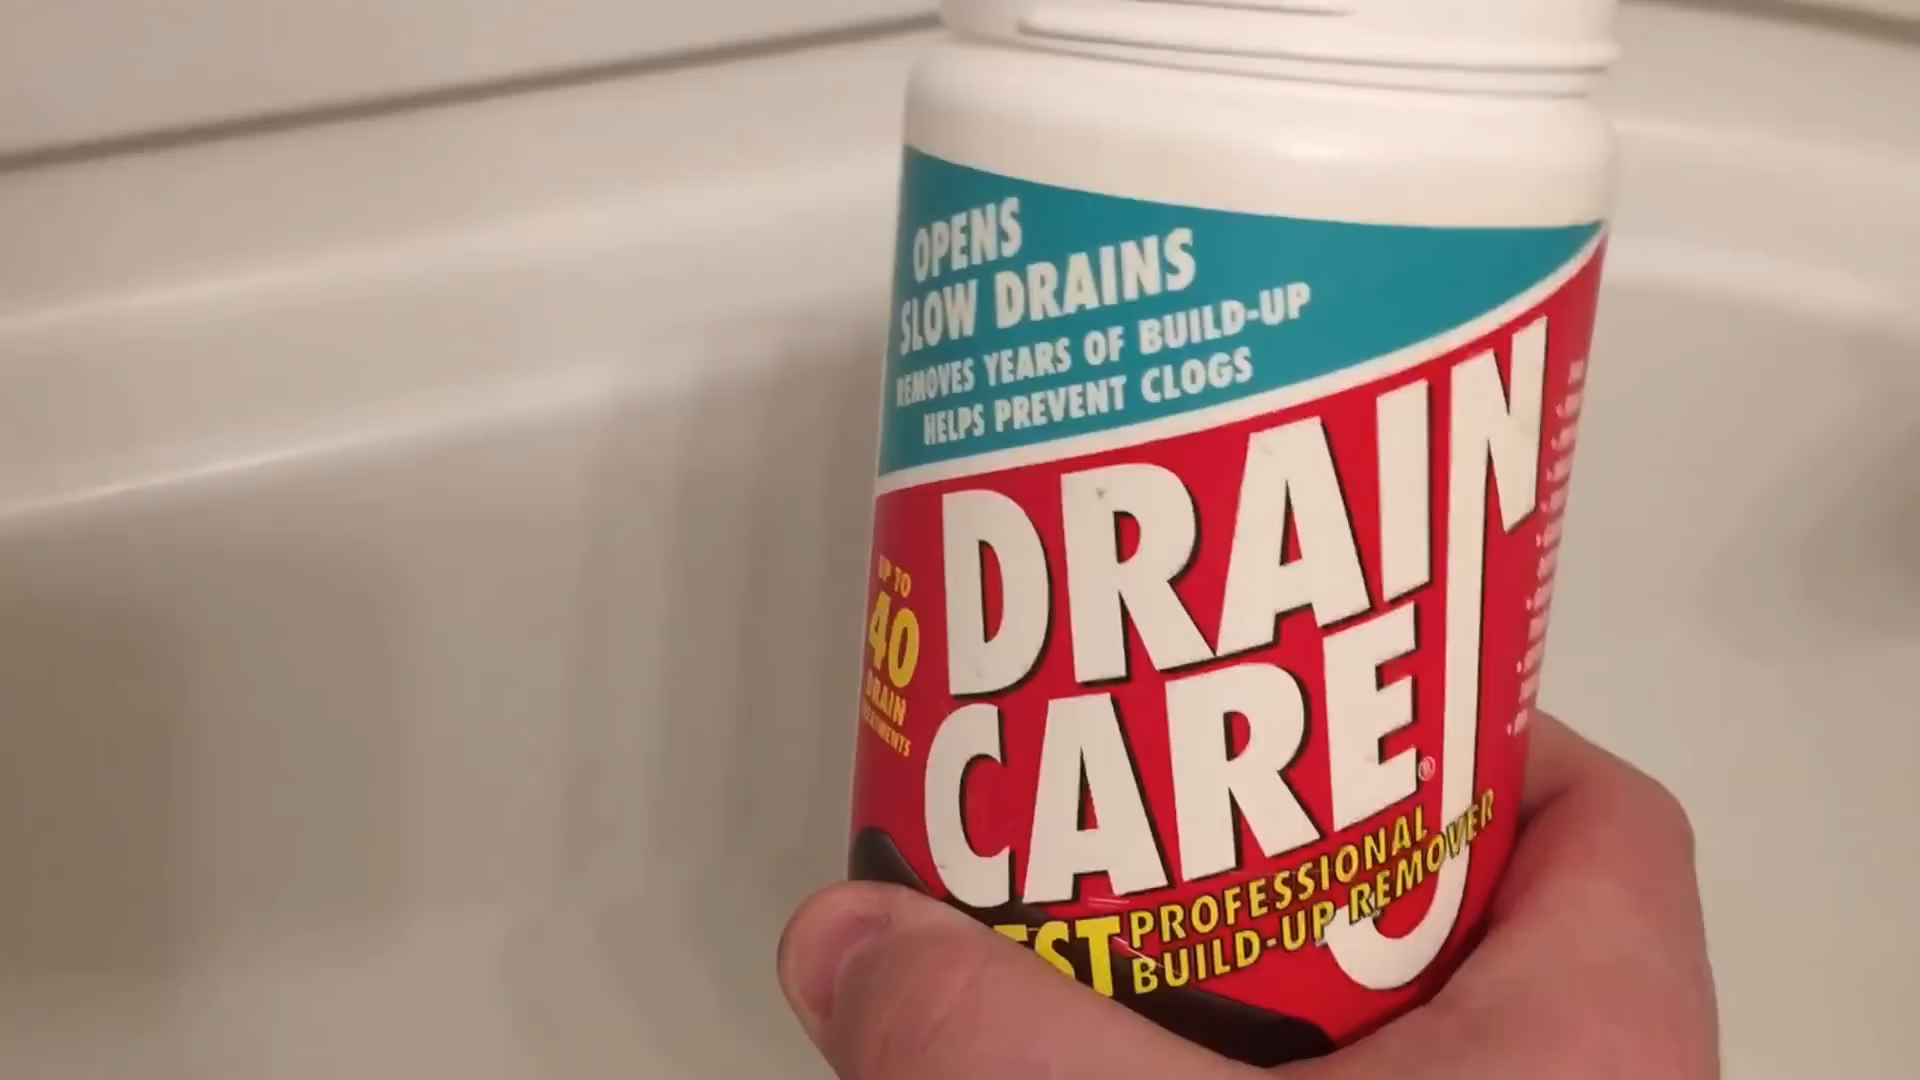 OPENS
SLOW DRAINS
REMOVES YEARS OF BUILD-UP
HELPS PREVENT CLOGS
UP TO
40
DRAIN
TREATMENTS
DRAIN
CARE®
PROFESSIONAL
BUILD-UP REMOVER